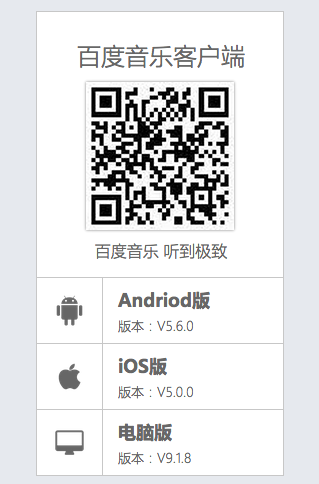 百度音乐客户端
百度音乐 听到极致
Andriod版
版本：V5.6.0
iOS版
版本：V5.0.0
电脑版
版本：V9.1.8